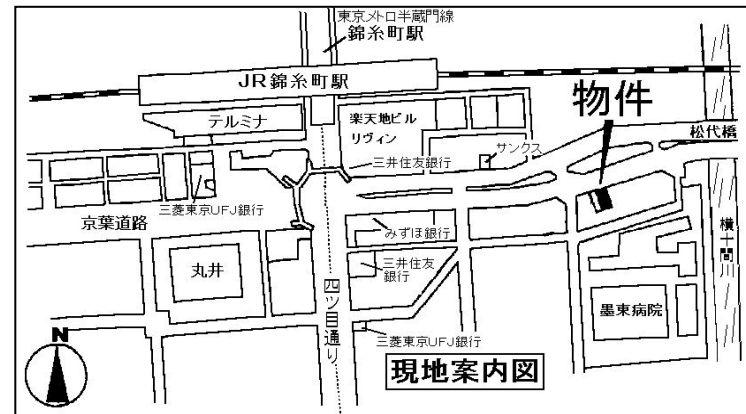 東京メトロ半蔵門線
錦糸町駅
JR錦糸町駅
物件
テルミナ
楽天地ビル
リヴィン
松代橋
サンクス
三井住友銀行
三菱東京UFJ銀行
京葉道路
みずほ銀行
横十間川
丸井
三井住友
銀行
四ツ目通り
墨東病院
三菱東京UFJ銀行
N
現地案内図